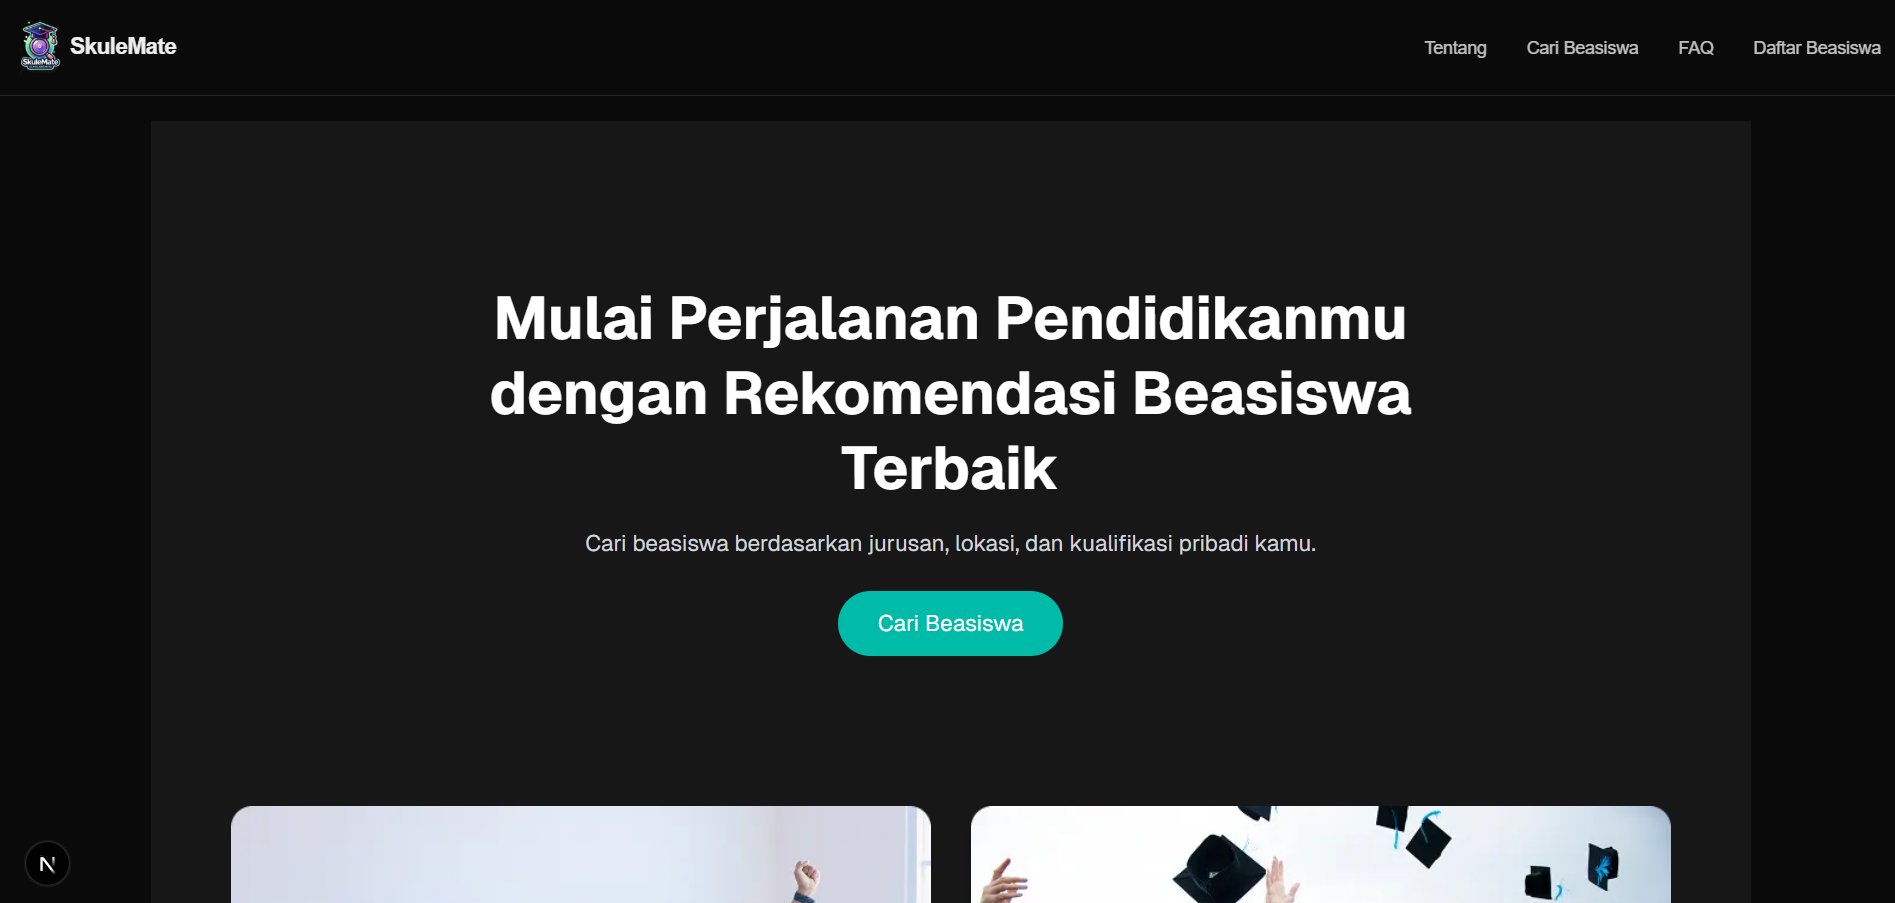 SkuleMate
SkuleMate
Tentang
Cari Beasiswa
FAQ
Daftar Beasiswa
Mulai Perjalanan Pendidikanmu
dengan Rekomendasi Beasiswa
Terbaik
Cari beasiswa berdasarkan jurusan, lokasi, dan kualifikasi pribadi kamu.
Cari Beasiswa
N